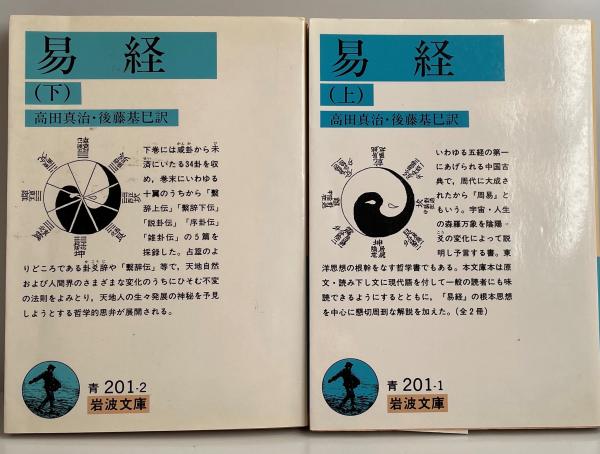 易経
(下)
高田真治・後藤基巳訳
下巻には咸卦から未
済にいたる34卦を収
め，巻末にいわゆる
十翼のうちから「繫
辞上伝」「繫辞下伝」
「説卦伝」「序卦伝」
「雑卦伝」の5篇を
採録した。占筮のよ
りどころである卦爻辞や「繫辞伝」等で，天地自然
および人間界のさまざまな変化のうちにひそむ不変
の法則をよみとり，天地人の生々発展の神秘を予見
しようとする哲学的思弁が展開される。
青 201-2
岩波文庫
易経
(上)
高田真治・後藤基巳訳
いわゆる五経の第一
にあげられる中国古
典で，周代に大成さ
れたから「周易」と
もいう。宇宙・人生
の森羅万象を陰陽二
爻の変化によって説
明し予言する書。東
洋思想の根幹をなす哲学書でもある。本文庫本は原
文・読み下し文に現代語を付して一般の読者にも味
読できるようにするとともに，「易経」の根本思想
を中心に懇切周到な解説を加えた。(全2冊)
青 201-1
岩波文庫